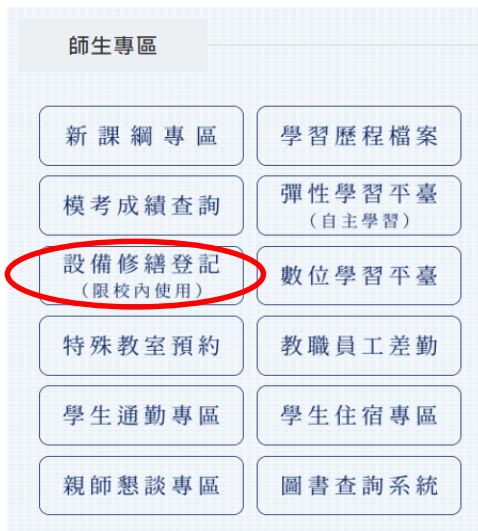 師生專區
新課綱專區
學習歷程檔案
模考成績查詢
彈性學習平臺
（自主學習）
設備修繕登記
（限校內使用）
數位學習平臺
特殊教室預約
教職員工差勤
學生通勤專區
學生住宿專區
親師懇談專區
圖書查詢系統